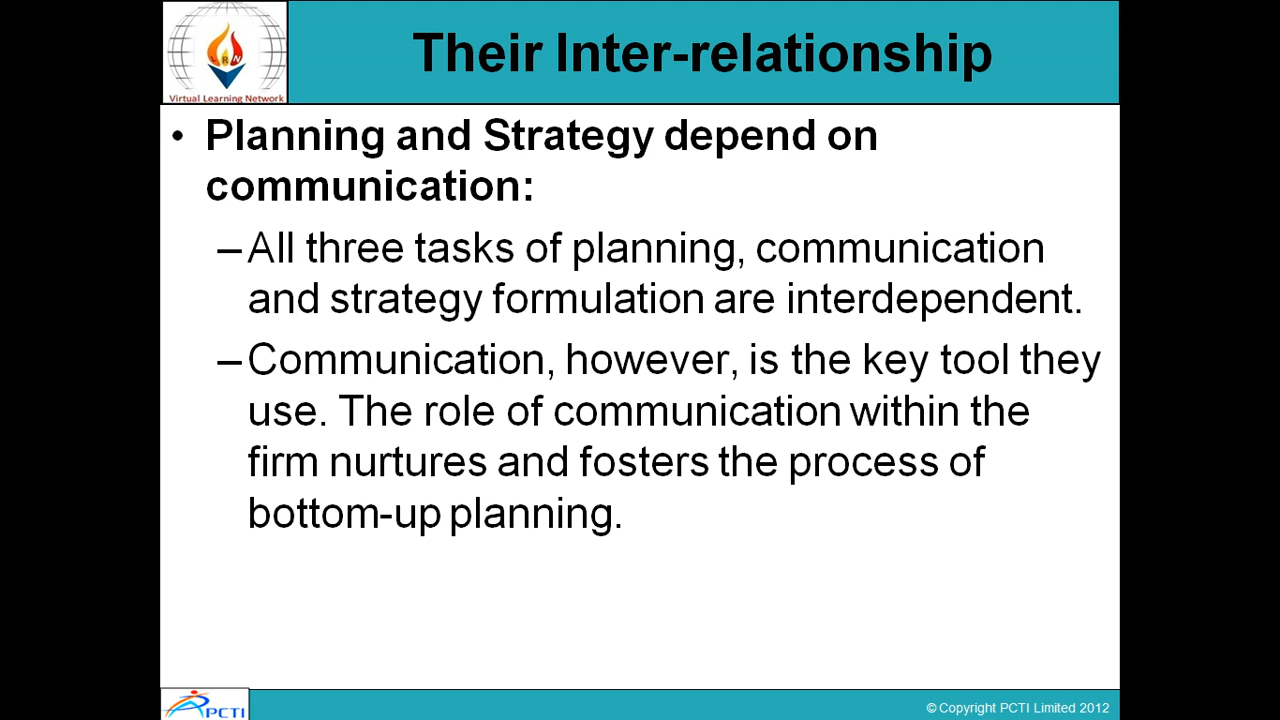 Their Inter-relationship
Virtual Learning Network
• Planning and Strategy depend on
communication:
– All three tasks of planning, communication
and strategy formulation are interdependent.
– Communication, however, is the key tool they
use. The role of communication within the
firm nurtures and fosters the process of
bottom-up planning.
PCTI
© Copyright PCTI Limited 2012